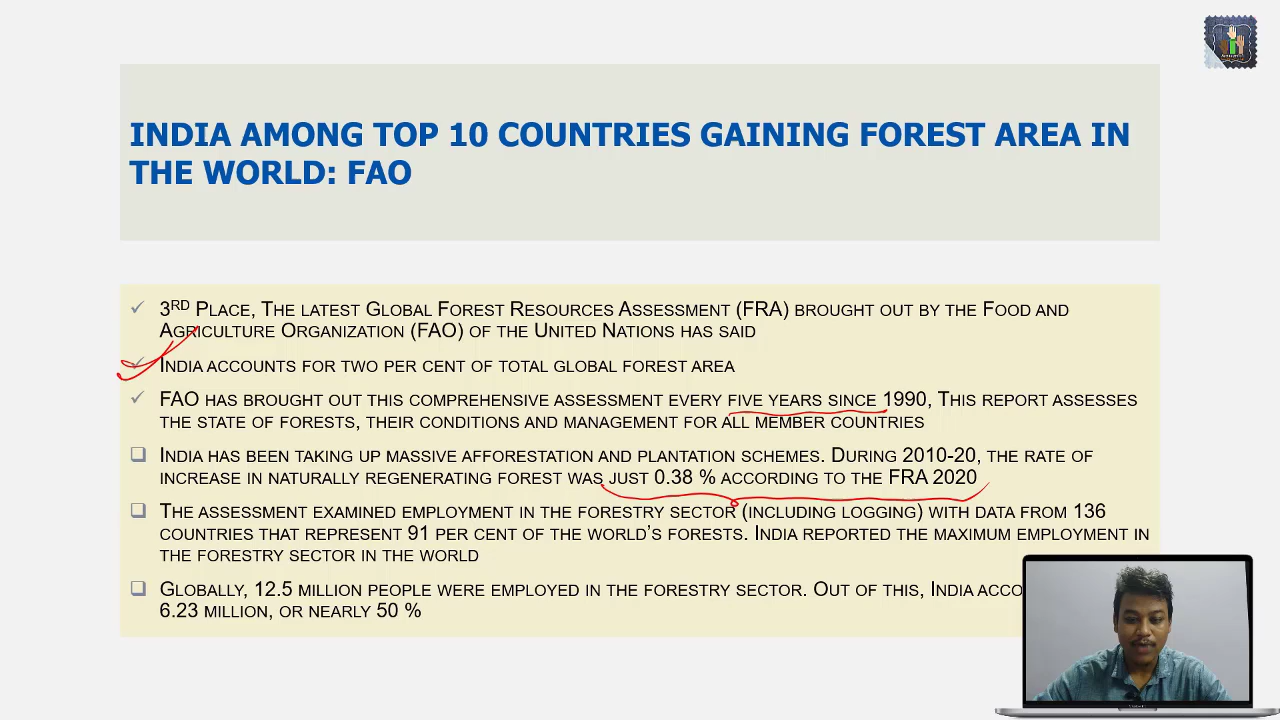 INDIA AMONG TOP 10 COUNTRIES GAINING FOREST AREA IN
THE WORLD: FAO
3RD PLACE, THE LATEST GLOBAL FOREST RESOURCES ASSESSMENT (FRA) BROUGHT OUT BY THE FOOD AND
AGRICULTURE ORGANIZATION (FAO) OF THE UNITED NATIONS HAS SAID
INDIA ACCOUNTS FOR TWO PER CENT OF TOTAL GLOBAL FOREST AREA
FAO HAS BROUGHT OUT THIS COMPREHENSIVE ASSESSMENT EVERY FIVE YEARS SINCE 1990, THIS REPORT ASSESSES
THE STATE OF FORESTS, THEIR CONDITIONS AND MANAGEMENT FOR ALL MEMBER COUNTRIES
INDIA HAS BEEN TAKING UP MASSIVE AFFORESTATION AND PLANTATION SCHEMES. DURING 2010-20, THE RATE OF
INCREASE IN NATURALLY REGENERATING FOREST WAS JUST 0.38 % ACCORDING TO THE FRA 2020
THE ASSESSMENT EXAMINED EMPLOYMENT IN THE FORESTRY SECTOR (INCLUDING LOGGING) WITH DATA FROM 136
COUNTRIES THAT REPRESENT 91 PER CENT OF THE WORLD'S FORESTS. INDIA REPORTED THE MAXIMUM EMPLOYMENT IN
THE FORESTRY SECTOR IN THE WORLD
GLOBALLY, 12.5 MILLION PEOPLE WERE EMPLOYED IN THE FORESTRY SECTOR. OUT OF THIS, INDIA
6.23 MILLION, OR NEARLY 50 %